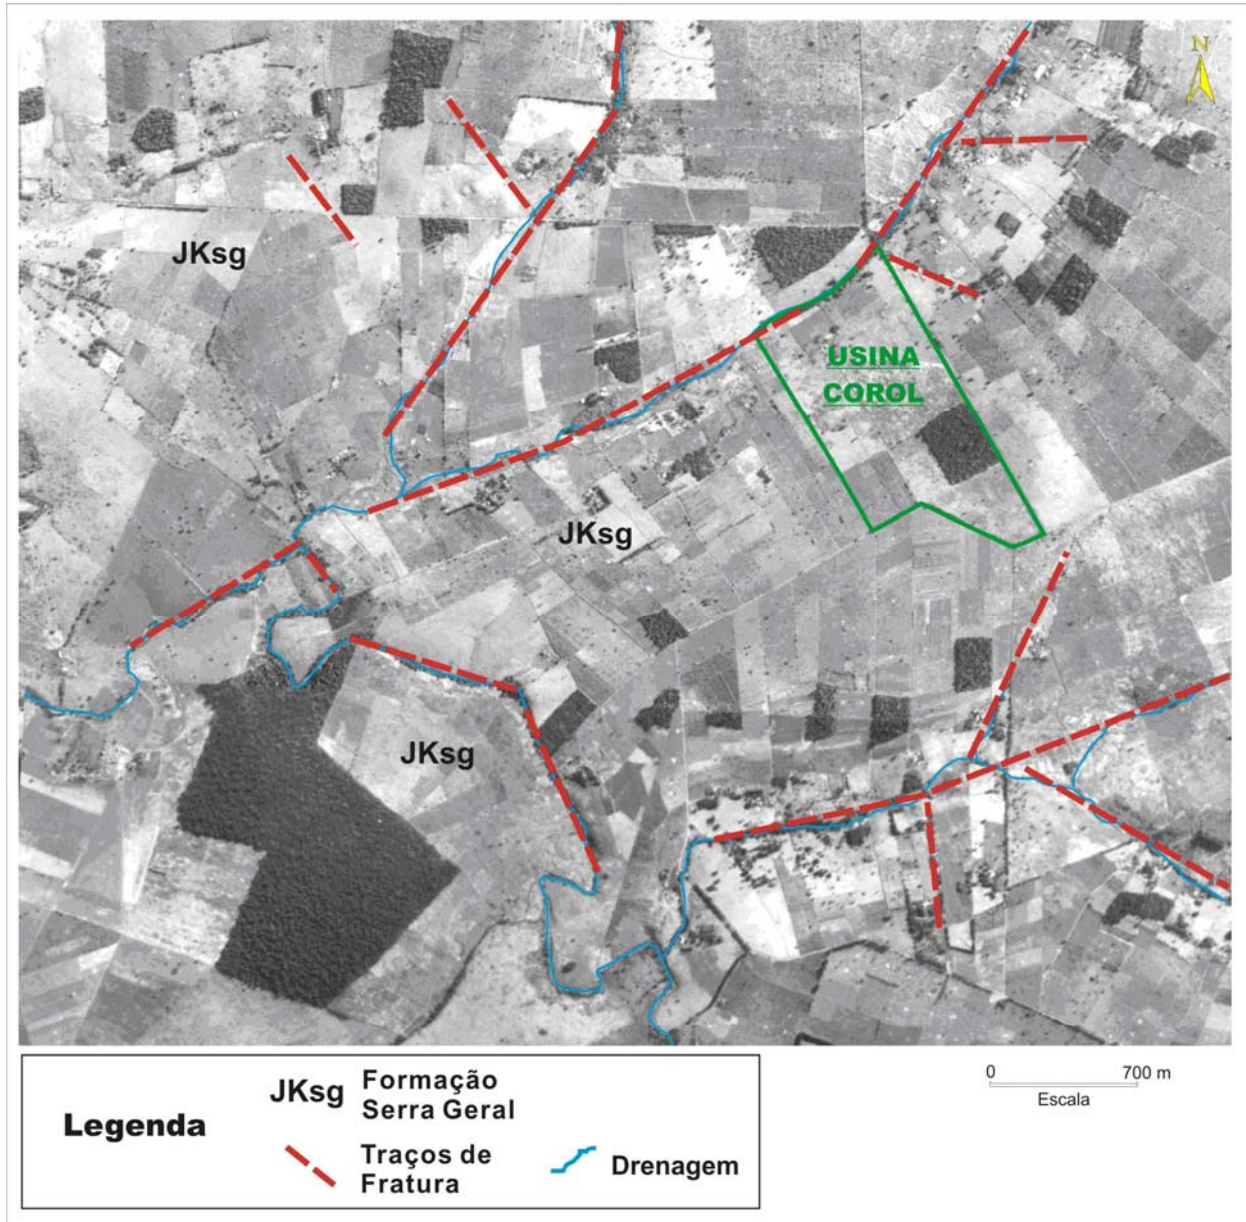 N
JKsg
USINA
COROL
JKsg
JKsg
Legenda
JKsg
Formação
Serra Geral
Traços de
Fratura
Drenagem
0 700 m
Escala